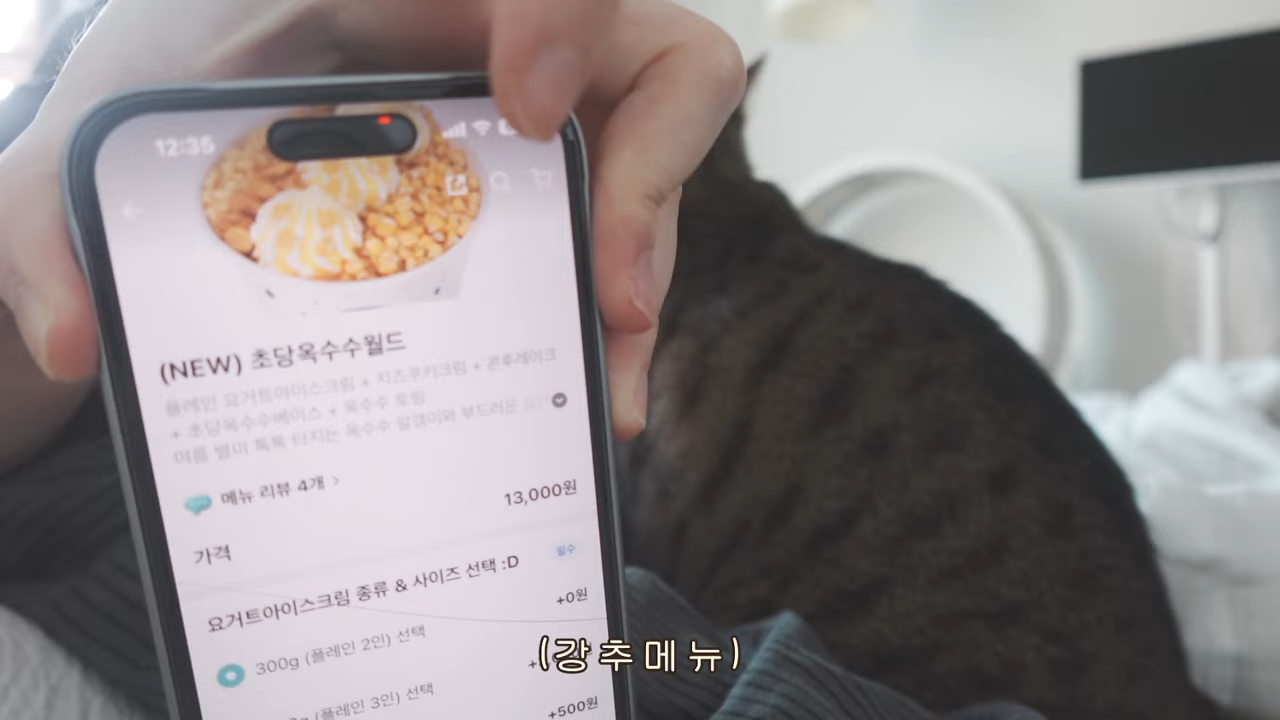 12:35
(NEW) 초당옥수수월드
플레인 요거트아이스크림 + 치즈쿠키크림 + 콘후레이크
+ 초당옥수수베이스 + 옥수수 토핑
여름 별미 톡톡 터지는 옥수수 알갱이와 부드러운
메뉴 리뷰 4개 >
가격
13,000원
요거트아이스크림 종류 & 사이즈 선택 :D
필수
300g (플레인 2인) 선택
+0원
(플레인 3인) 선택
+500원
(강추메뉴)